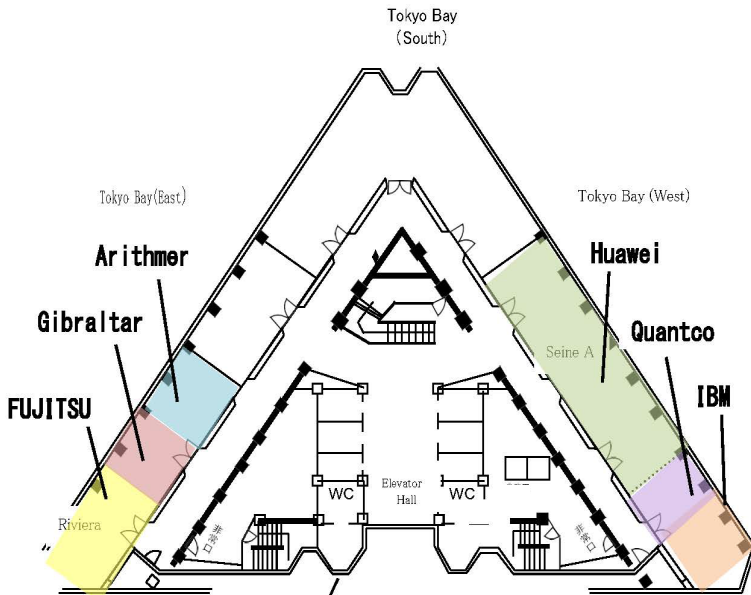 Tokyo Bay
(South)
Tokyo Bay(East)
Tokyo Bay (West)
Arithmer
Huawei
Gibraltar
Quantco
Seine A
IBM
FUJITSU
WC
Elevator
Hall
WC
Riviera
非常口
非常口